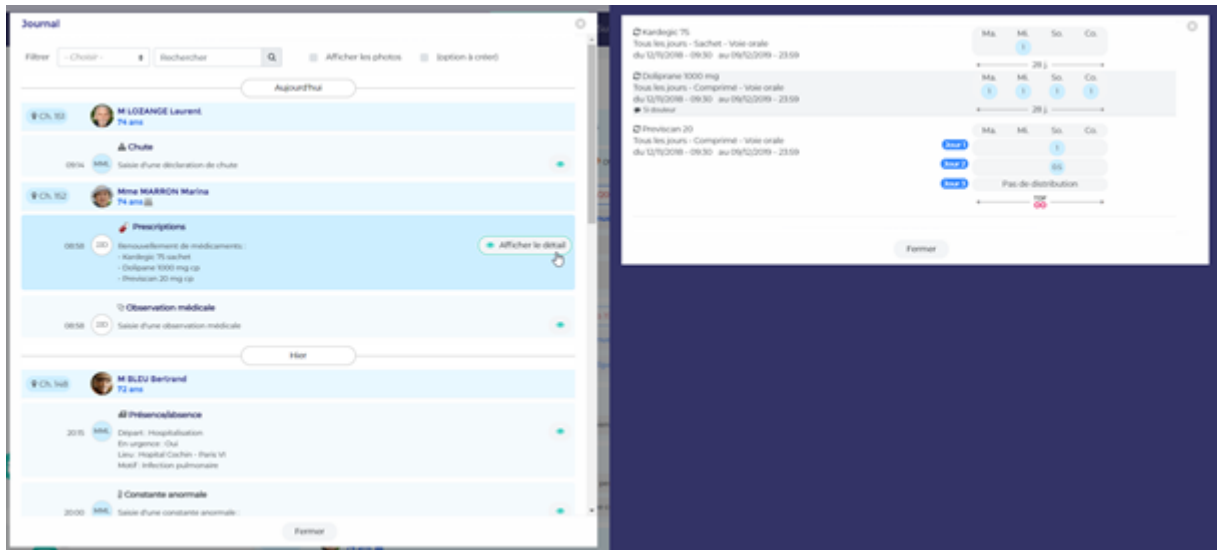 Journal
Filtrer - Choisir - Rechercher Afficher les photos (option à créer)
Aujourd'hui
Ch. 151 M LOZANGE Laurent
74 ans
Chute
09:14 MML Saisie d'une déclaration de chute
Ch. 152 Mme MARRON Marina
74 ans
Prescriptions
08:58 DD Renouvellement de médicaments :
Afficher le détail
- Kardegic 75 sachet
- Dolipane 1000 mg cp
- Previscan 20 mg cp
Observation médicale
08:58 DD Saisie d'une observation médicale
Hier
Ch. 148 M BLEU Bertrand
72 ans
Présence/absence
20:15 MML Départ : Hospitalisation
En urgence : Oui
Lieu : Hopital Cochin - Paris VI
Motif : Infection pulmonaire
Constante anormale
20:00 MML Saisie d'une constante anormale :
Fermer
Kardegic 75 Ma. Mi. So. Co.
Tous les jours - Sachet - Voie orale 1
du 12/11/2018 - 09:30 au 09/12/2019 - 23:59 28 j
Doliprane 1000 mg Ma. Mi. So. Co.
Tous les jours - Comprimé - Voie orale 1 1 1 1
du 12/11/2018 - 09:30 au 09/12/2019 - 23:59
Si douleur 28 j
Previscan 20 Ma. Mi. So. Co.
Tous les jours - Comprimé - Voie orale
du 12/11/2018 - 09:30 au 09/12/2019 - 23:59
Jour 1 1
Jour 2 0.5
Jour 3 Pas de distribution
TOP
Fermer